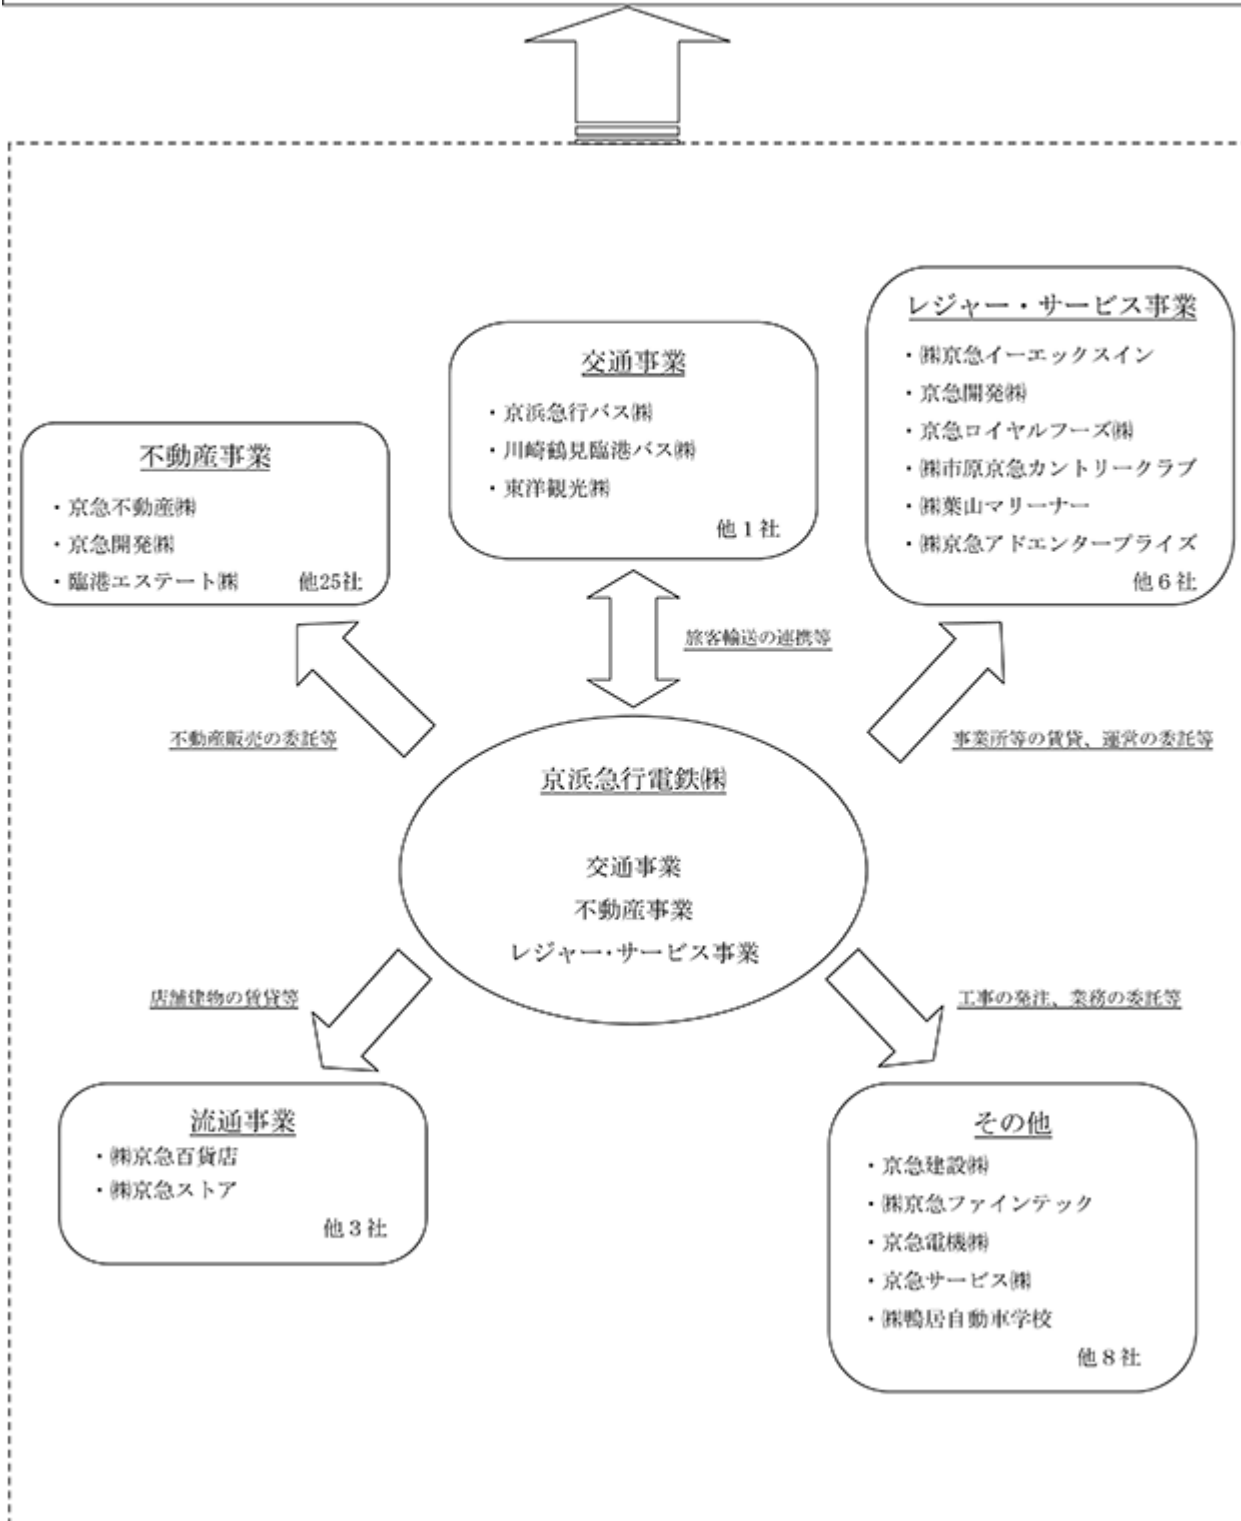 レジャー・サービス事業
・㈱京急イーエックスイン
・京急開発㈱
・京急ロイヤルフーズ㈱
・㈱市原京急カントリークラブ
・㈱葉山マリーナー
・㈱京急アドエンタープライズ
他6社
交通事業
・京浜急行バス㈱
・川崎鶴見臨港バス㈱
・東洋観光㈱
他1社
不動産事業
・京急不動産㈱
・京急開発㈱
・臨港エステート㈱ 他25社
旅客輸送の連携等
不動産販売の委託等
事業所等の賃貸、運営の委託等
京浜急行電鉄㈱
交通事業
不動産事業
レジャー・サービス事業
店舗建物の賃貸等
工事の発注、業務の委託等
流通事業
・㈱京急百貨店
・㈱京急ストア
他3社
その他
・京急建設㈱
・㈱京急ファインテック
・京急電機㈱
・京急サービス㈱
・㈱鴨居自動車学校
他8社